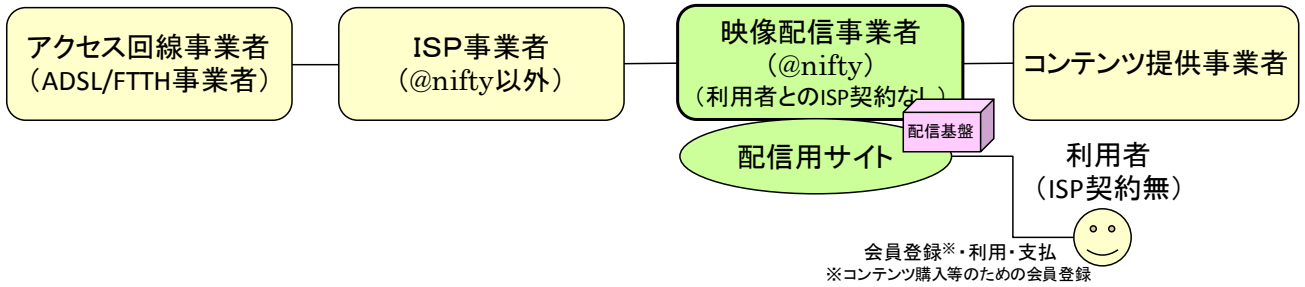 アクセス回線事業者
（ADSL/FTTH事業者）
ＩＳＰ事業者
（@nifty以外）
映像配信事業者
（@nifty）
（利用者とのISP契約なし）
コンテンツ提供事業者
配信基盤
配信用サイト
利用者
（ISP契約無）
会員登録※・利用・支払
※コンテンツ購入等のための会員登録